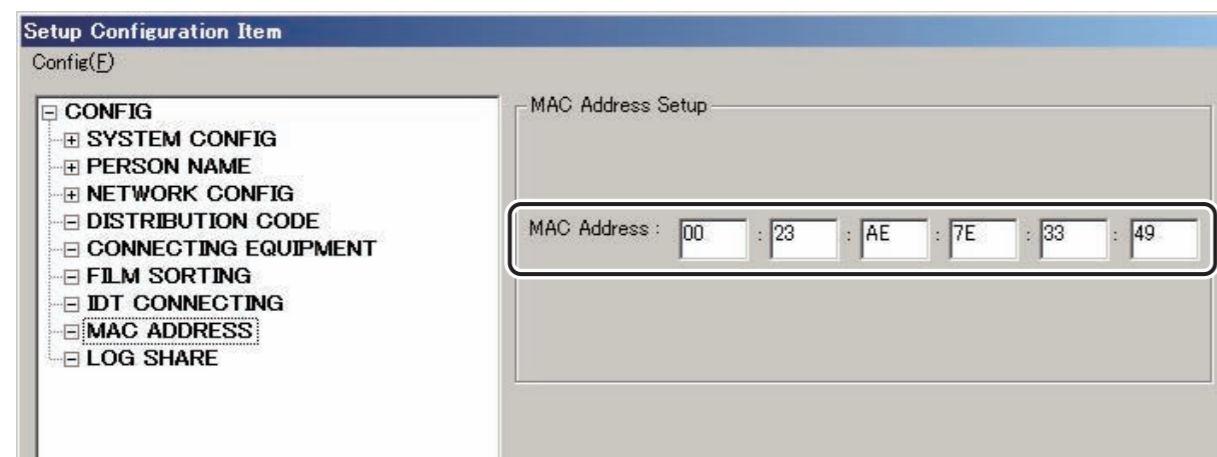 Setup Configuration Item
Config(F)
CONFIG
SYSTEM CONFIG
PERSON NAME
NETWORK CONFIG
DISTRIBUTION CODE
CONNECTING EQUIPMENT
FILM SORTING
IDT CONNECTING
MAC ADDRESS
LOG SHARE
MAC Address Setup
MAC Address : 00 : 23 : AE : 7E : 33 : 49